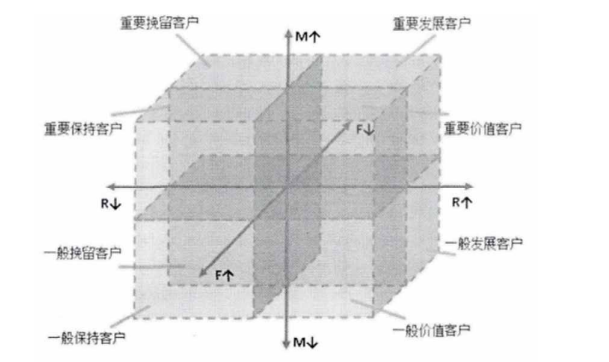 重要挽留客户
重要发展客户
M↑
重要保持客户
重要价值客户
F↓
R↓
R↑
一般挽留客户
一般发展客户
F↑
一般保持客户
一般价值客户
M↓